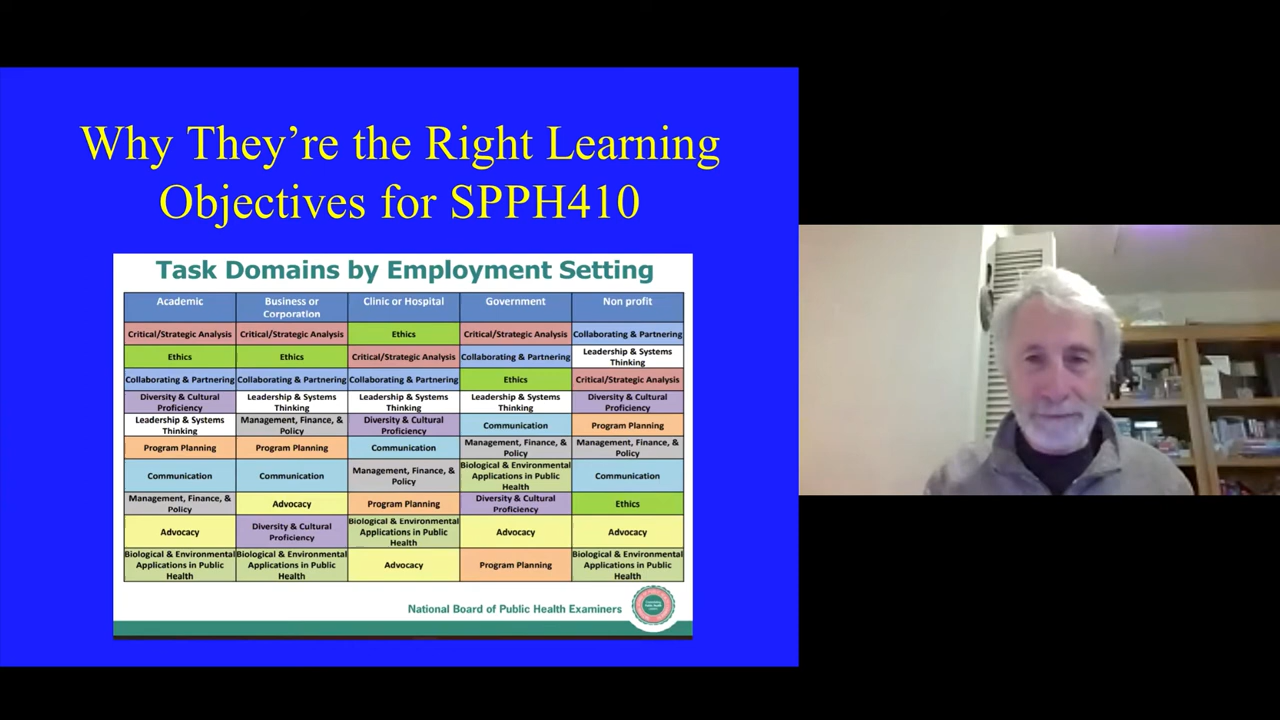 Why They're the Right Learning
Objectives for SPPH410
Task Domains by Employment Setting
Academic
Business or
Corporation
Clinic or Hospital
Government
Non profit
Critical/Strategic Analysis
Critical/Strategic Analysis
Ethics
Critical/Strategic Analysis
Collaborating & Partnering
Ethics
Ethics
Critical/Strategic Analysis
Collaborating & Partnering
Leadership & Systems
Thinking
Collaborating & Partnering
Collaborating & Partnering
Collaborating & Partnering
Ethics
Critical/Strategic Analysis
Diversity & Cultural
Proficiency
Leadership & Systems
Thinking
Leadership & Systems
Thinking
Leadership & Systems
Thinking
Diversity & Cultural
Proficiency
Leadership & Systems
Thinking
Management, Finance, &
Policy
Diversity & Cultural
Proficiency
Communication
Program Planning
Program Planning
Program Planning
Communication
Management, Finance, &
Policy
Management, Finance, &
Policy
Communication
Communication
Management, Finance, &
Policy
Biological & Environmental
Applications in Public
Health
Communication
Management, Finance, &
Policy
Advocacy
Program Planning
Diversity & Cultural
Proficiency
Ethics
Advocacy
Diversity & Cultural
Proficiency
Biological & Environmental
Applications in Public
Health
Advocacy
Advocacy
Biological & Environmental
Applications in Public
Health
Biological & Environmental
Applications in Public
Health
Advocacy
Program Planning
Biological & Environmental
Applications in Public
Health
National Board of Public Health Examiners